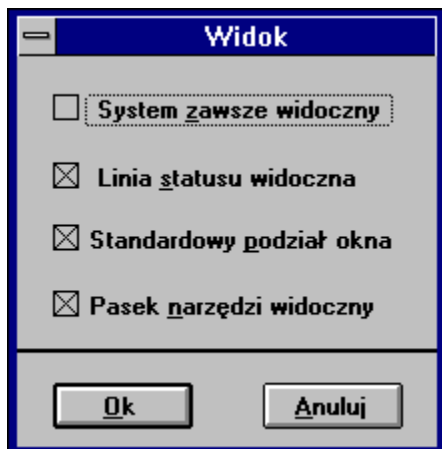 Widok
System zawsze widoczny
Linia statusu widoczna
Standardowy podział okna
Pasek narzędzi widoczny
Ok
Anuluj